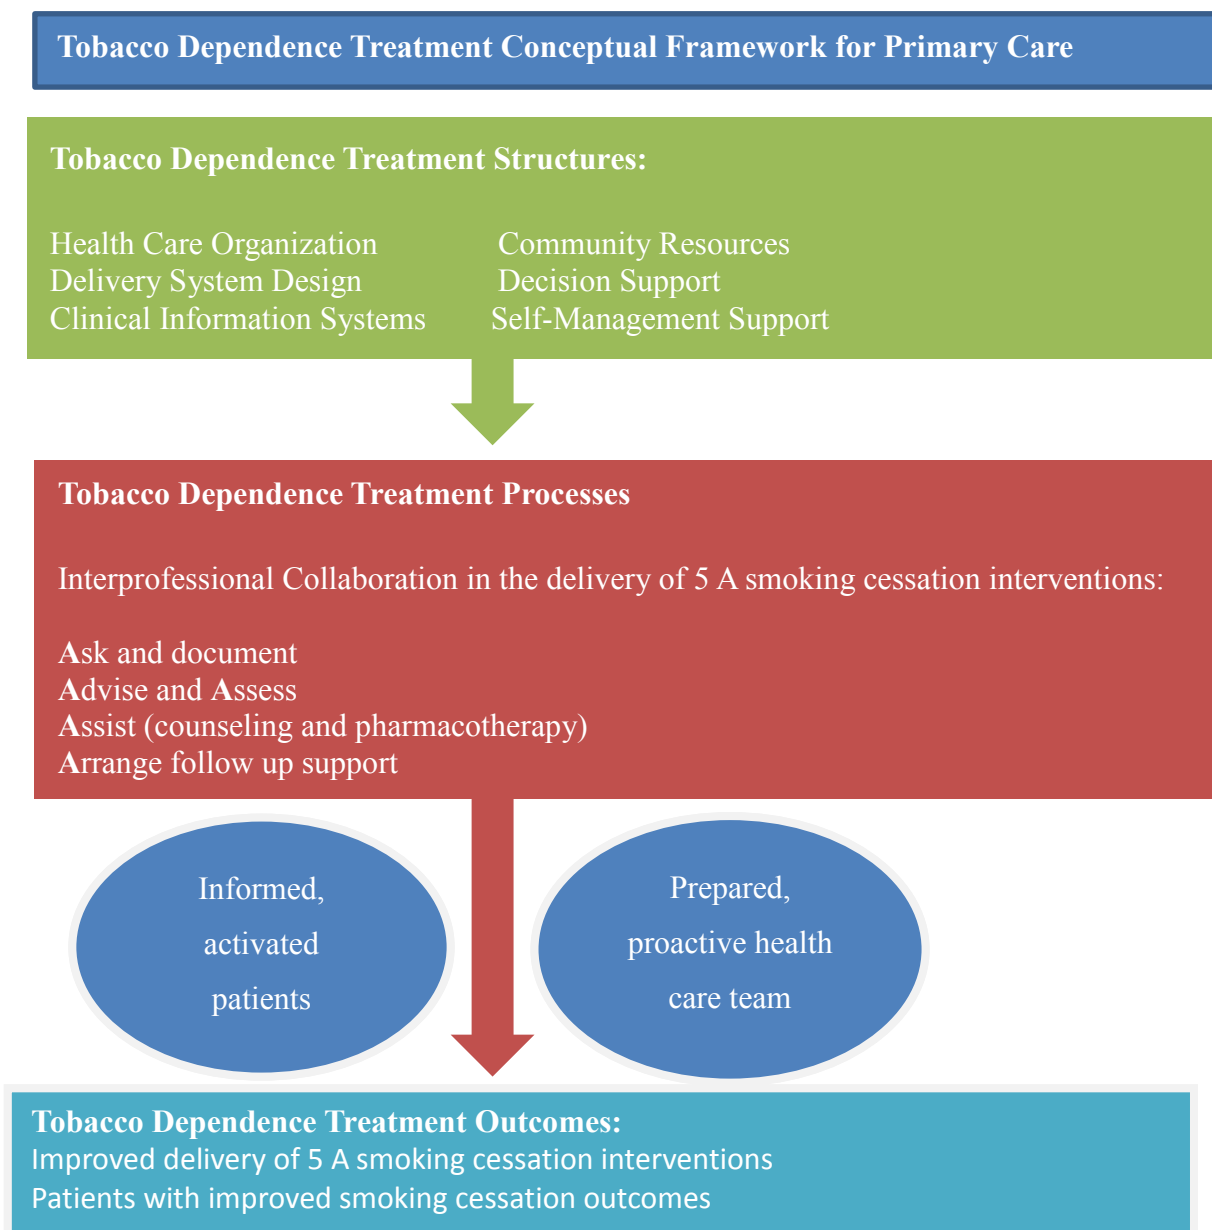 Tobacco Dependence Treatment Conceptual Framework for Primary Care
Tobacco Dependence Treatment Structures:
Health Care Organization Community Resources
Delivery System Design Decision Support
Clinical Information Systems Self-Management Support
Tobacco Dependence Treatment Processes
Interprofessional Collaboration in the delivery of 5 A smoking cessation interventions:
Ask and document
Advise and Assess
Assist (counseling and pharmacotherapy)
Arrange follow up support
Informed,
activated
patients
Prepared,
proactive health
care team
Tobacco Dependence Treatment Outcomes:
Improved delivery of 5 A smoking cessation interventions
Patients with improved smoking cessation outcomes